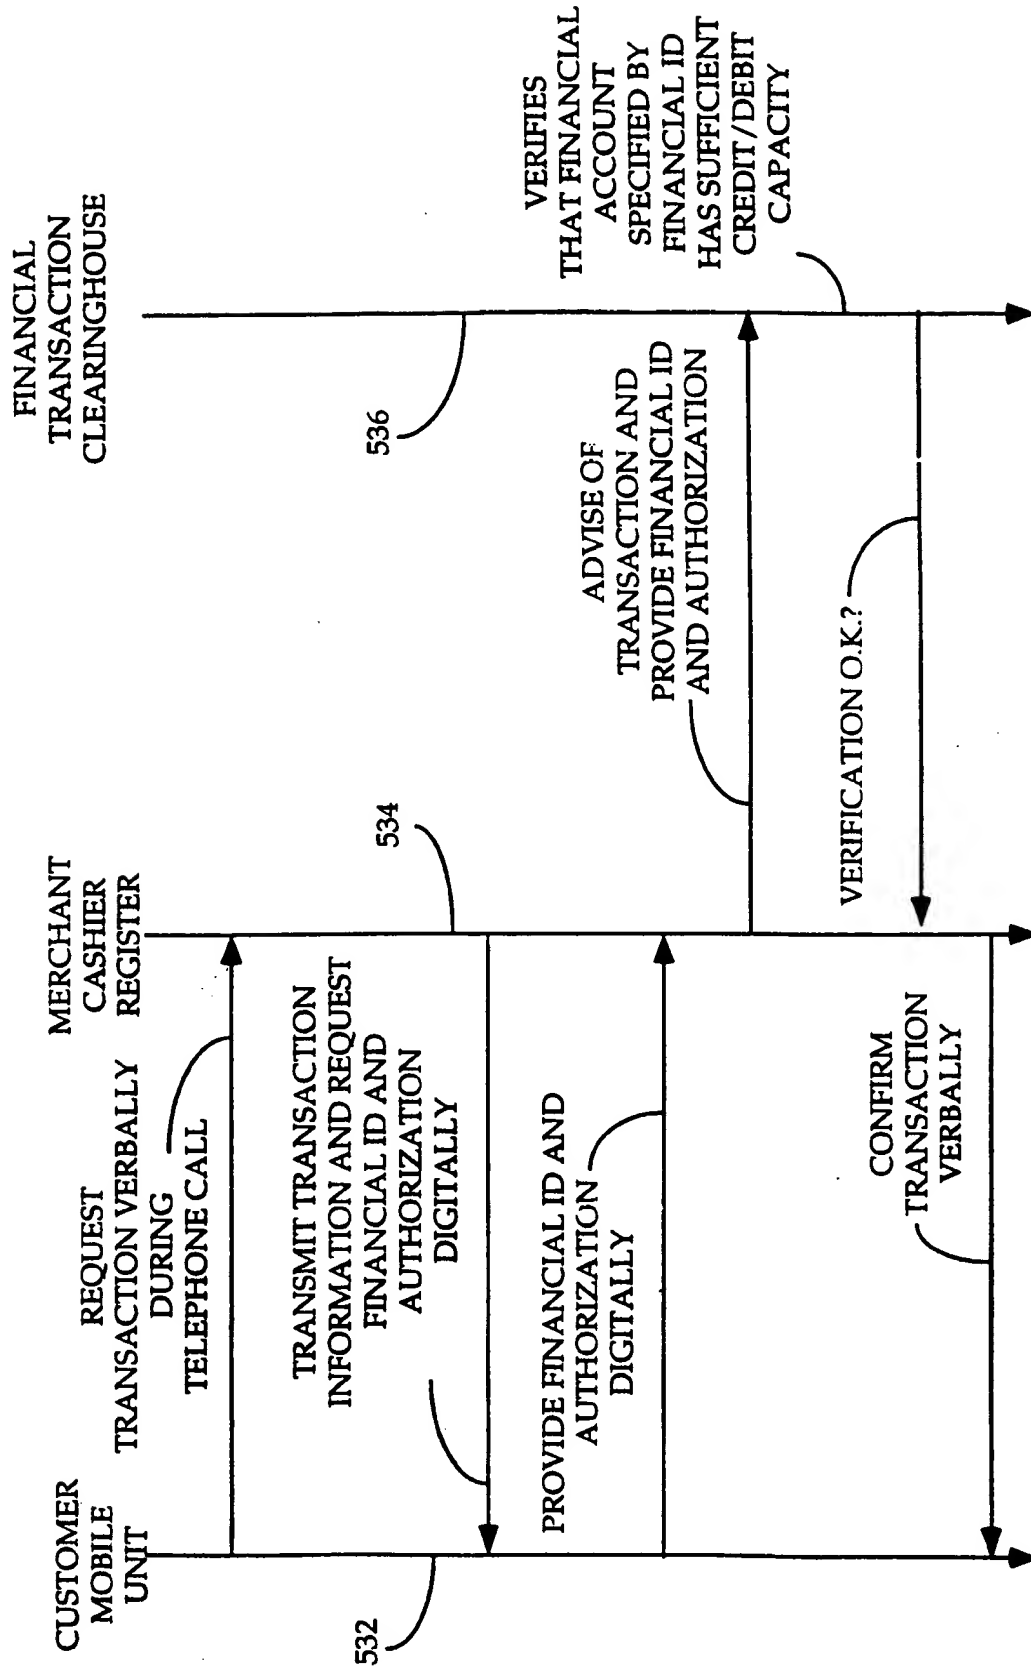 CUSTOMER
MOBILE
UNIT
MERCHANT
CASHIER
REGISTER
FINANCIAL
TRANSACTION
CLEARINGHOUSE
REQUEST
TRANSACTION VERBALLY
DURING
TELEPHONE CALL
532
534
536
TRANSMIT TRANSACTION
INFORMATION AND REQUEST
FINANCIAL ID AND
AUTHORIZATION
DIGITALLY
PROVIDE FINANCIAL ID AND
AUTHORIZATION
DIGITALLY
ADVISE OF
TRANSACTION AND
PROVIDE FINANCIAL ID
AND AUTHORIZATION
VERIFIES
THAT FINANCIAL
ACCOUNT
SPECIFIED BY
FINANCIAL ID
HAS SUFFICIENT
CREDIT/DEBIT
CAPACITY
VERIFICATION O.K.?
CONFIRM
TRANSACTION
VERBALLY